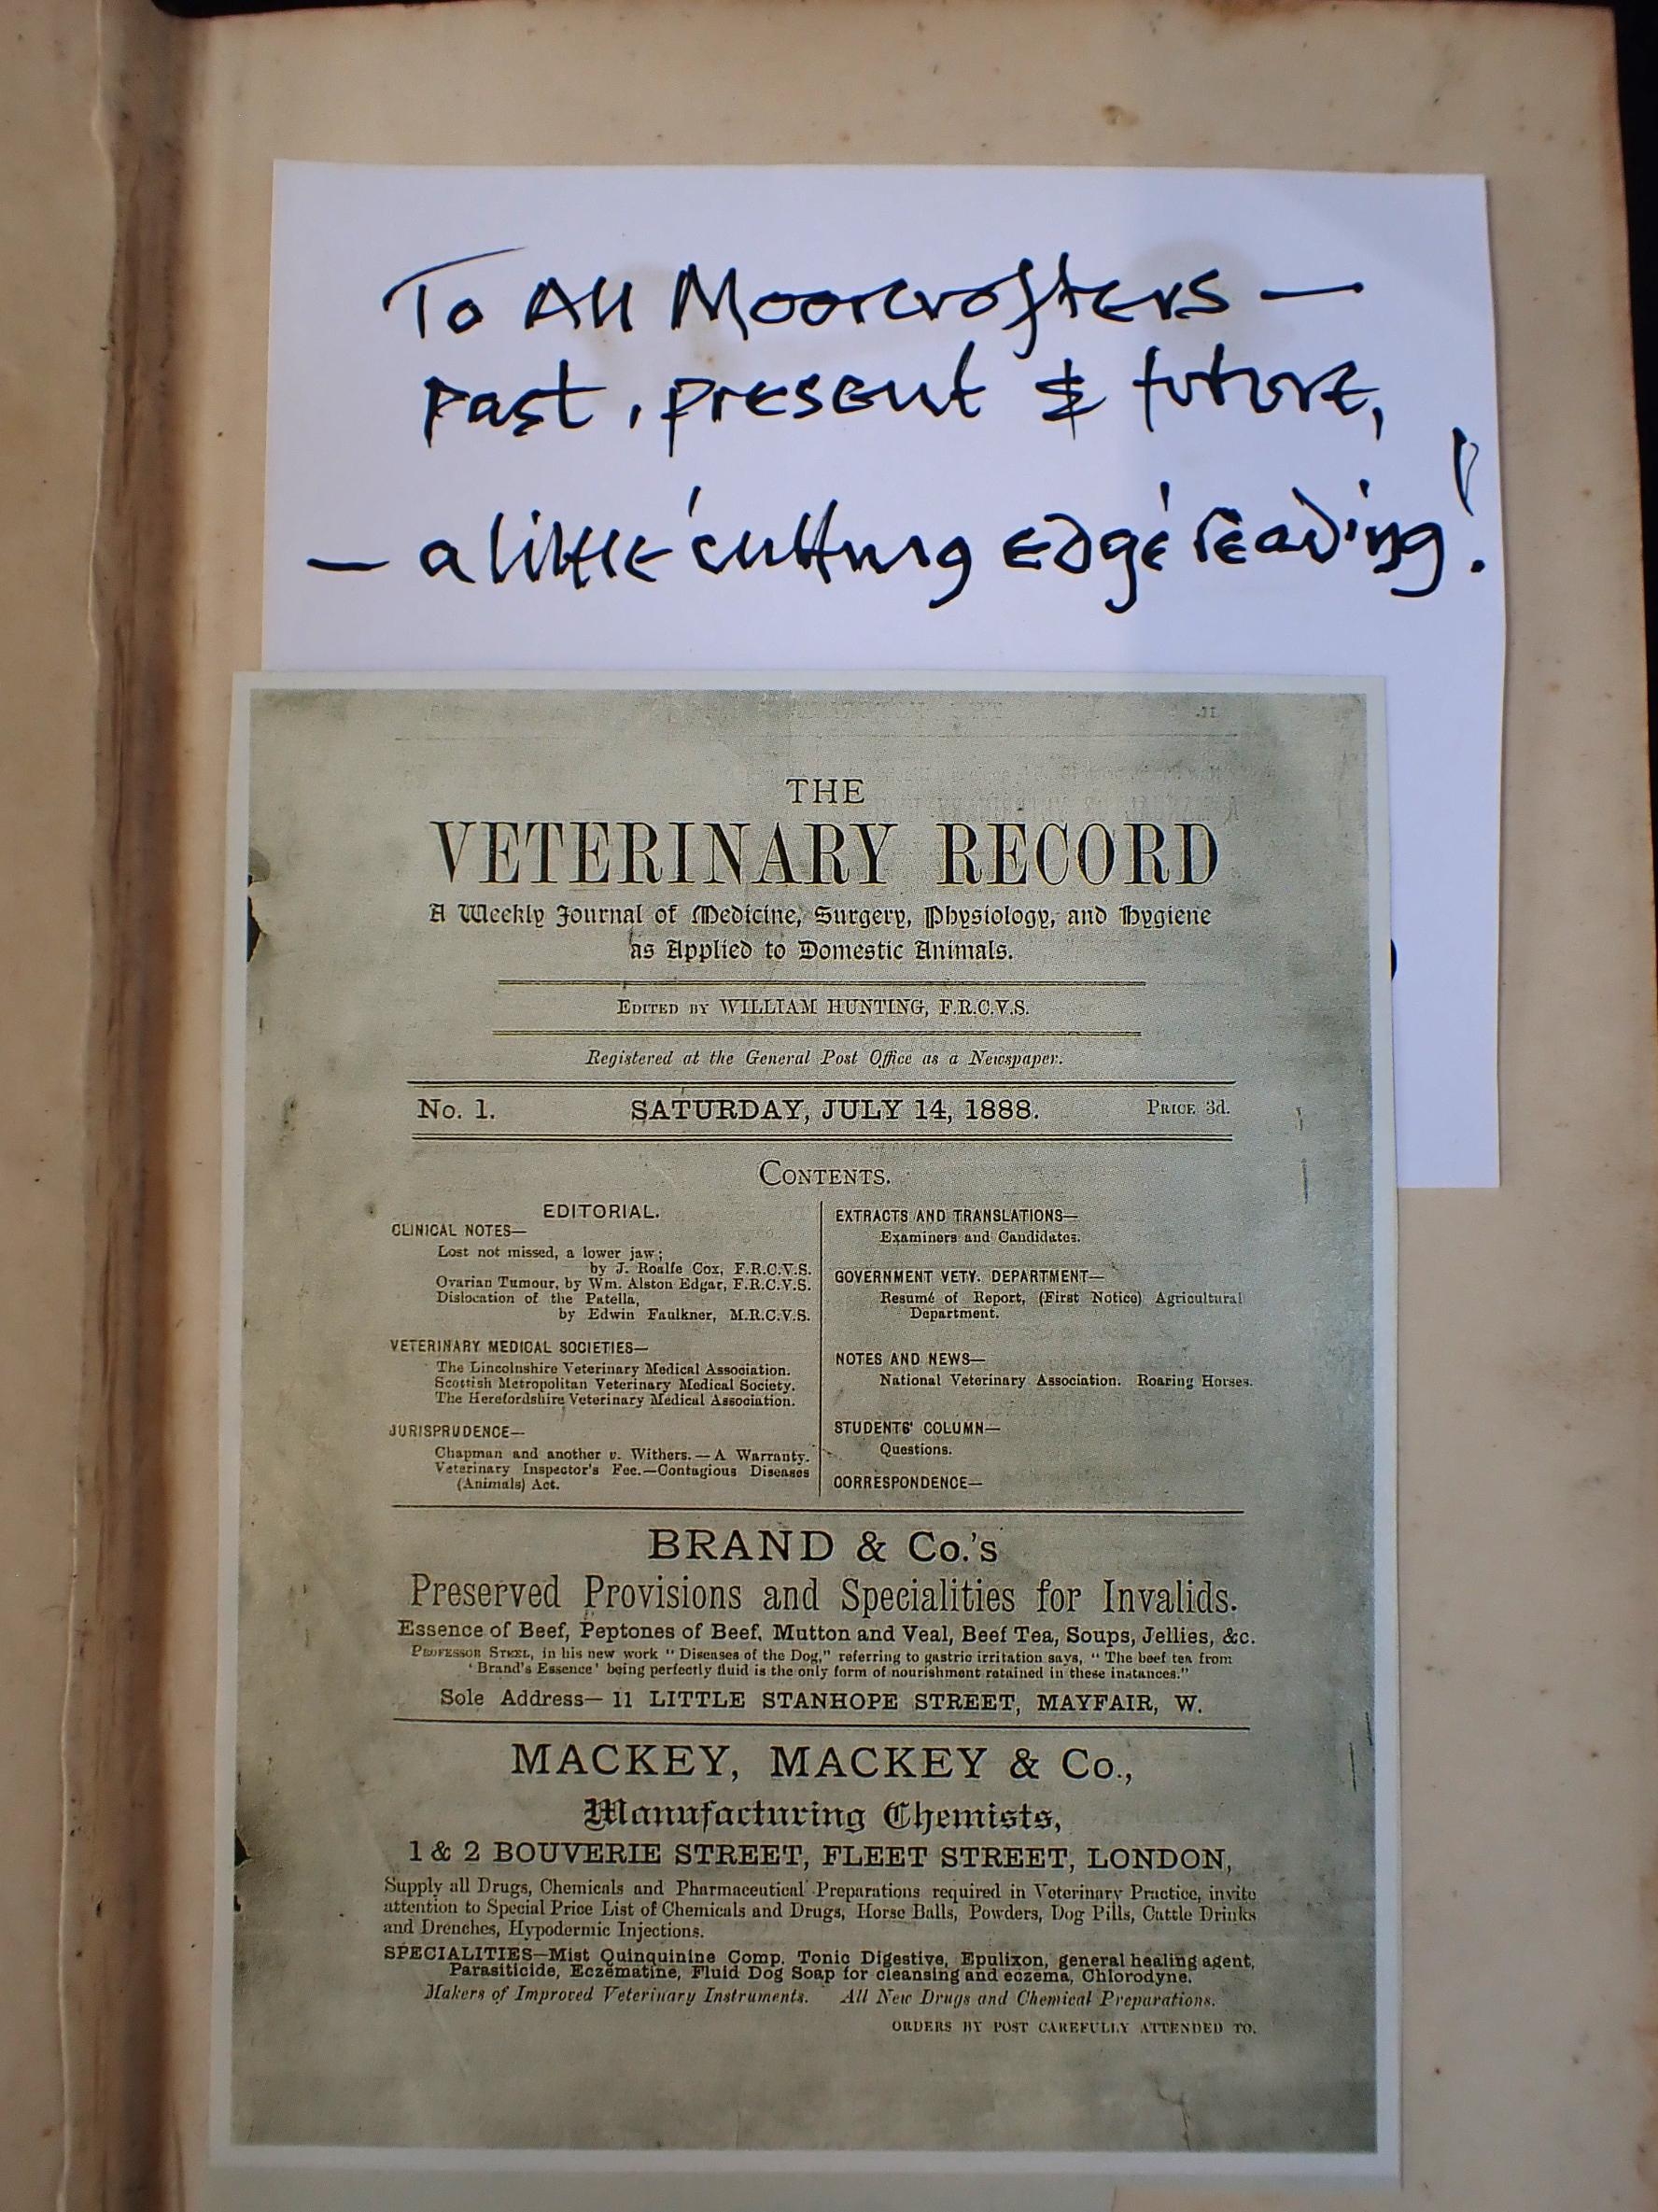 To All Moorcrofters —
past, present & future,
— a little 'cutting edge' reading!
THE
VETERINARY RECORD
A Weekly Journal of Medicine, Surgery, Physiology, and Hygiene
as Applied to Domestic Animals.
EDITED BY WILLIAM HUNTING, F.R.C.V.S.
Registered at the General Post Office as a Newspaper.
No. 1. SATURDAY, JULY 14, 1888. PRICE 3d.
CONTENTS.
EDITORIAL.
CLINICAL NOTES—
Lost not missed, a lower jaw;
by J. Roalfe Cox, F.R.C.V.S.
Ovarian Tumour, by Wm. Alston Edgar, F.R.C.V.S.
Dislocation of the Patella,
by Edwin Faulkner, M.R.C.V.S.
VETERINARY MEDICAL SOCIETIES—
The Lincolnshire Veterinary Medical Association.
Scottish Metropolitan Veterinary Medical Society.
The Herefordshire Veterinary Medical Association.
JURISPRUDENCE—
Chapman and another v. Withers.—A Warranty.
Veterinary Inspector's Fee.—Contagious Diseases
(Animals) Act.
EXTRACTS AND TRANSLATIONS—
Examiners and Candidates.
GOVERNMENT VETY. DEPARTMENT—
Resumé of Report, (First Notice) Agricultural
Department.
NOTES AND NEWS—
National Veterinary Association. Roaring Horses.
STUDENTS' COLUMN—
Questions.
CORRESPONDENCE—
BRAND & Co.'s
Preserved Provisions and Specialities for Invalids.
Essence of Beef, Peptones of Beef, Mutton and Veal, Beef Tea, Soups, Jellies, &c.
PROFESSOR STEEL, in his new work "Diseases of the Dog," referring to gastric irritation says, "The beef tea from
'Brand's Essence' being perfectly fluid is the only form of nourishment retained in these instances."
Sole Address— 11 LITTLE STANHOPE STREET, MAYFAIR, W.
MACKEY, MACKEY & Co.,
Manufacturing Chemists,
1 & 2 BOUVERIE STREET, FLEET STREET, LONDON,
Supply all Drugs, Chemicals and Pharmaceutical Preparations required in Veterinary Practice, invite
attention to Special Price List of Chemicals and Drugs, Horse Balls, Powders, Dog Pills, Cattle Drinks
and Drenches, Hypodermic Injections.
SPECIALITIES—Mist Quinquinine Comp. Tonic Digestive, Epulixon, general healing agent,
Parasiticide, Eczematine, Fluid Dog Soap for cleansing and eczema, Chlorodyne.
Makers of Improved Veterinary Instruments. All New Drugs and Chemical Preparations.
ORDERS BY POST CAREFULLY ATTENDED TO.